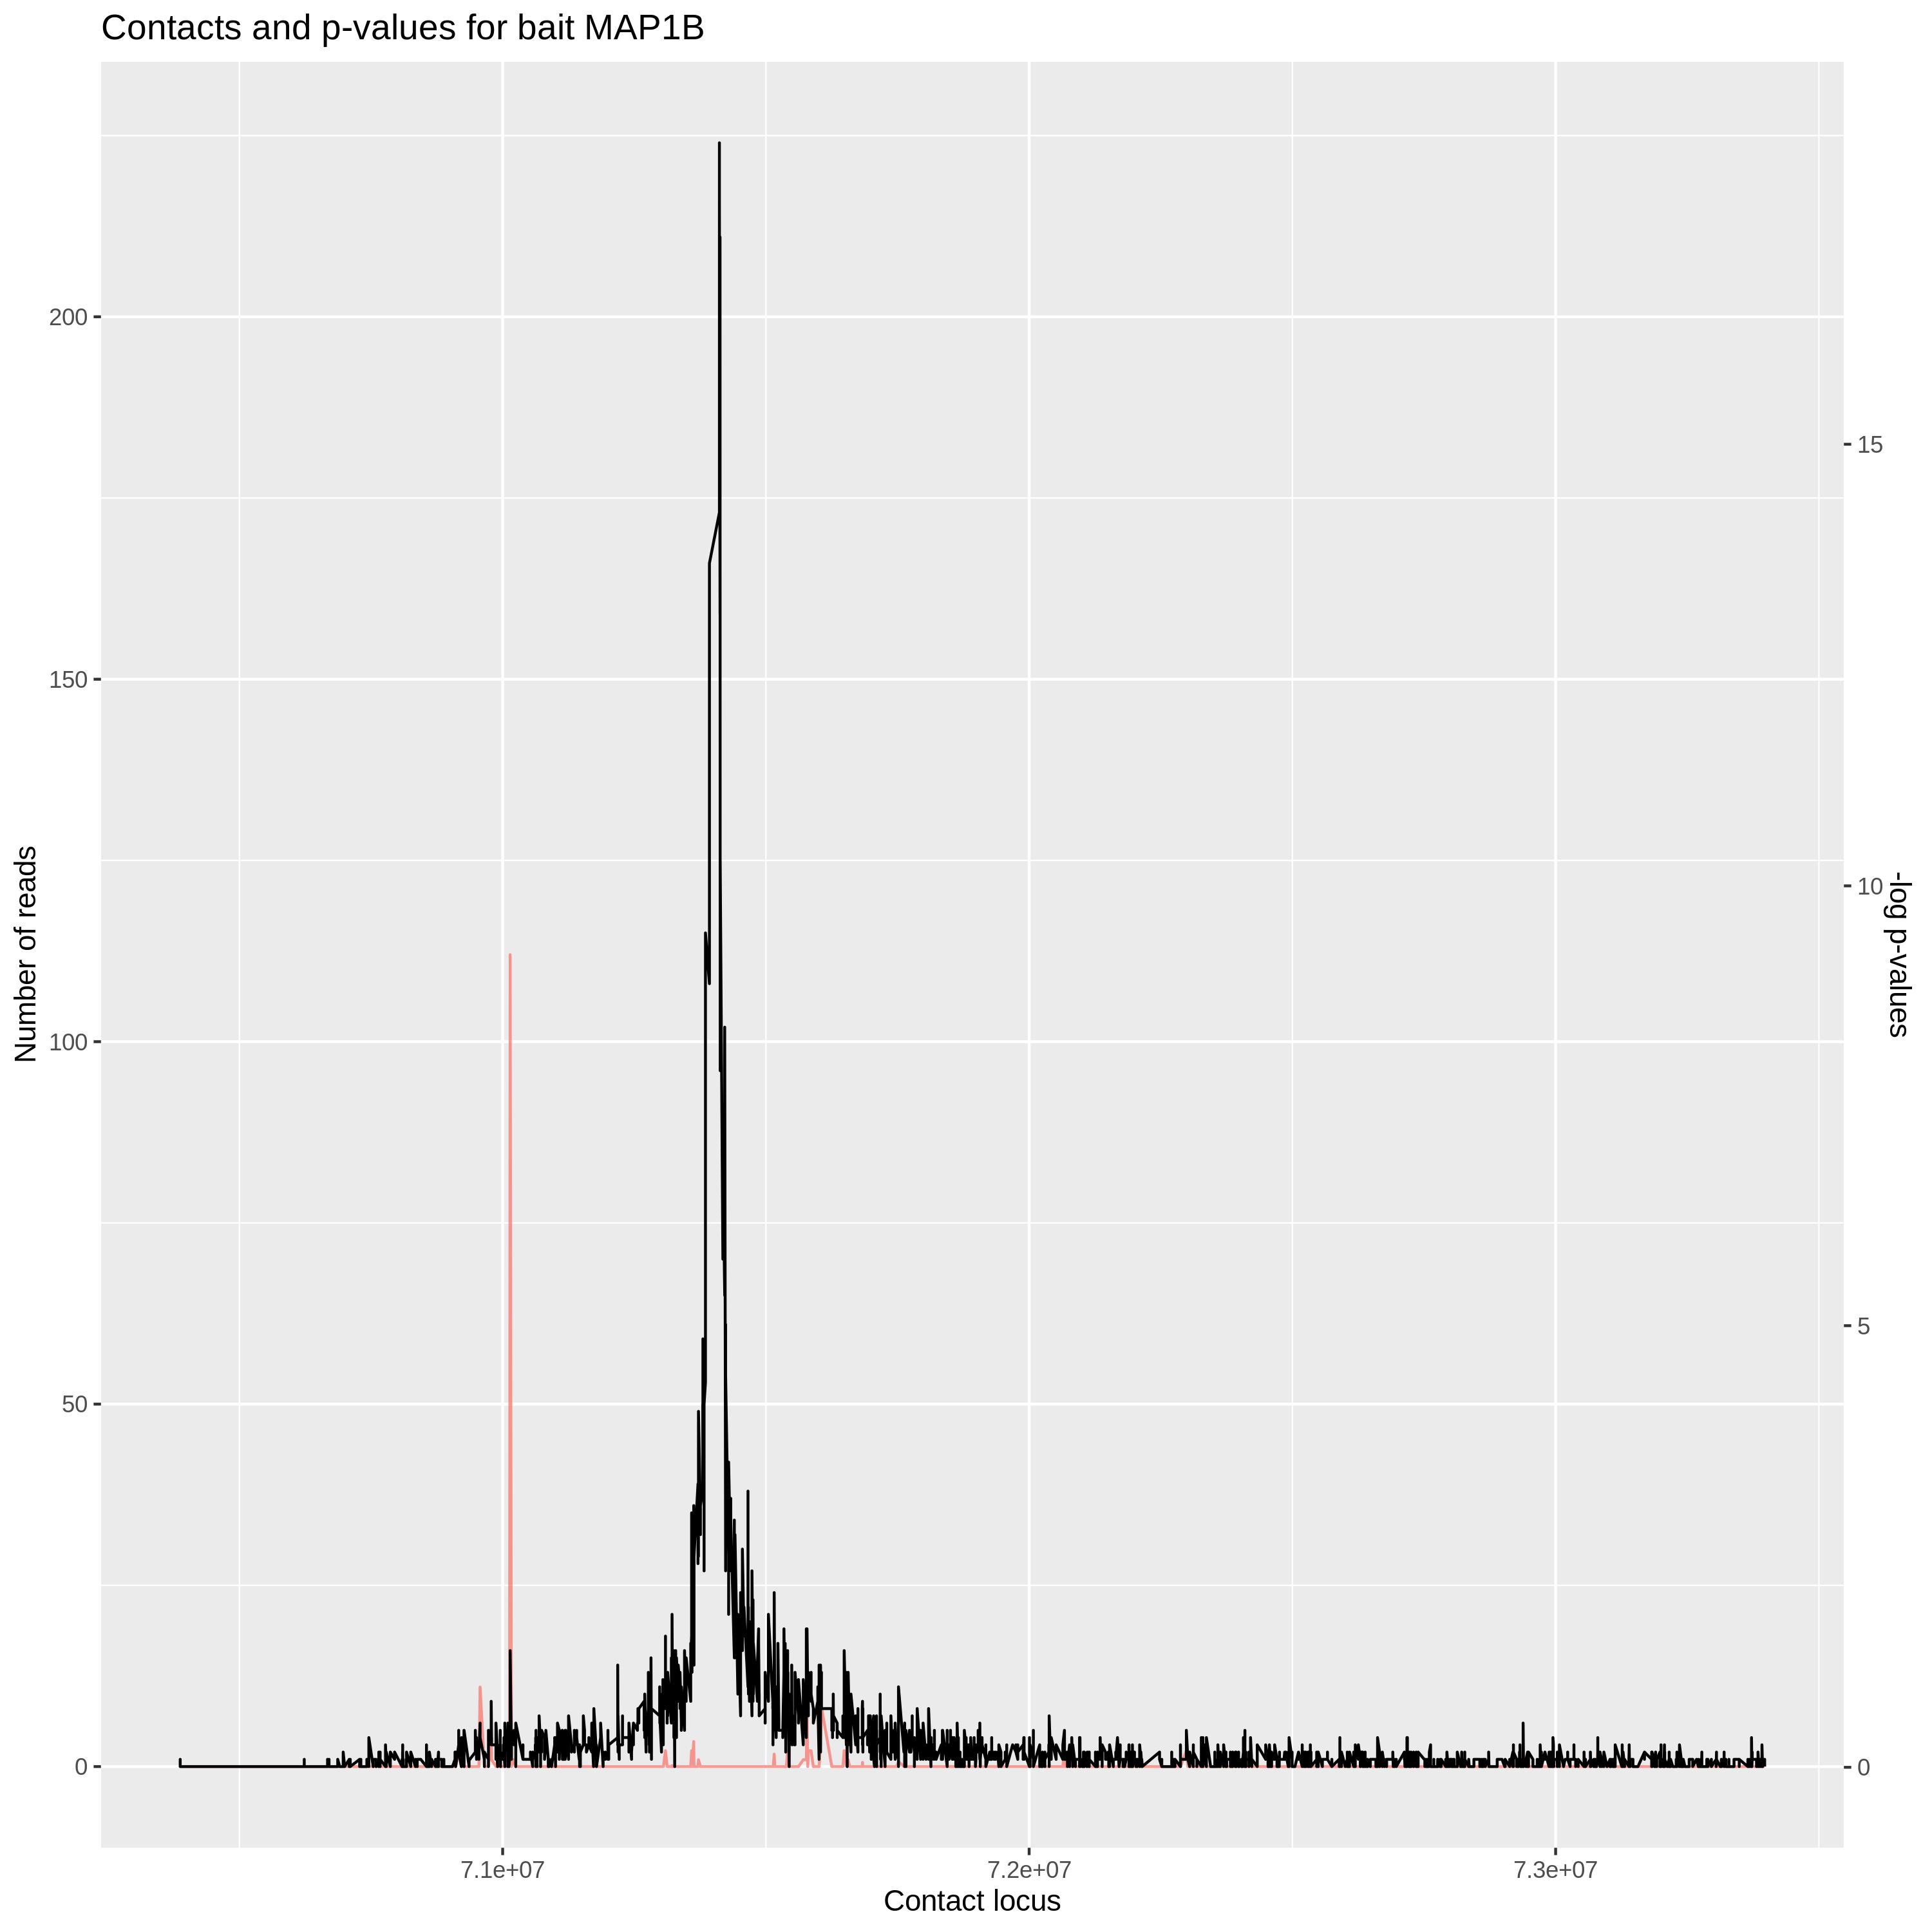 Contacts and p-values for bait MAP1B
Number of reads
200
150
100
50
0
15
10
5
0
-log p-values
7.1e+07
7.2e+07
7.3e+07
Contact locus